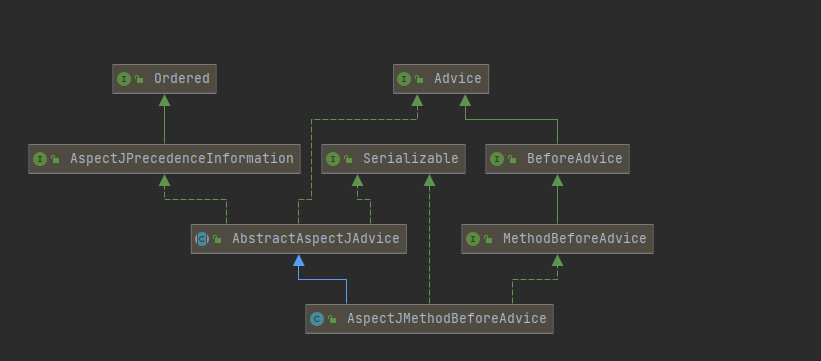 Ordered
Advice
AspectJPrecedenceInformation
Serializable
BeforeAdvice
AbstractAspectJAdvice
MethodBeforeAdvice
AspectJMethodBeforeAdvice